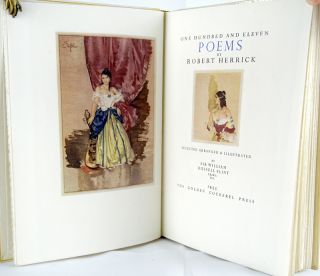 ONE HUNDRED AND ELEVEN
POEMS
BY
ROBERT HERRICK
SELECTED ARRANGED & ILLUSTRATED
BY
SIR WILLIAM
RUSSELL FLINT
1955
THE GOLDEN COCKEREL PRESS